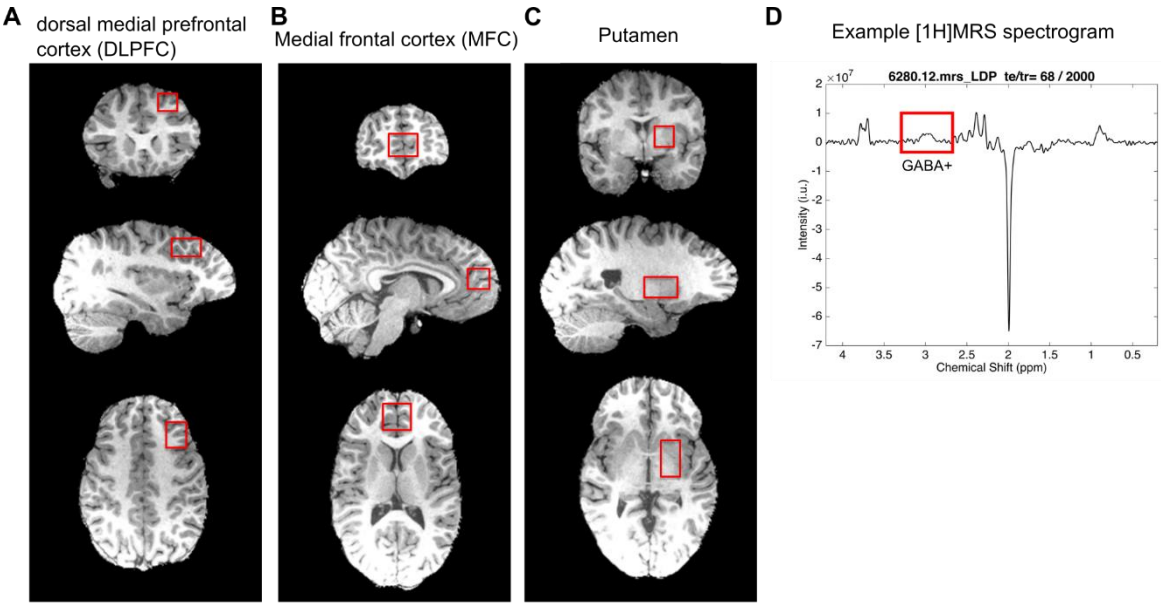 A
dorsal medial prefrontal
cortex (DLPFC)
B
Medial frontal cortex (MFC)
C
Putamen
D
Example [1H]MRS spectrogram
×10⁷
6280.12.mrs_LDP te/tr= 68 / 2000
2
1
0
-1
-2
-3
-4
-5
-6
-7
GABA+
Intensity (i.u.)
4 3.5 3 2.5 2 1.5 1 0.5
Chemical Shift (ppm)